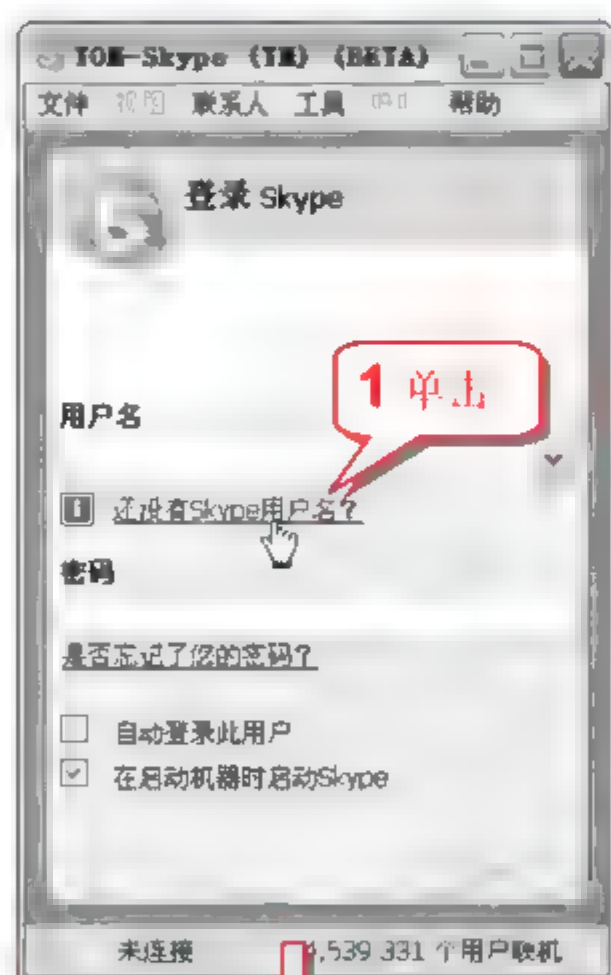 TOM-Skype (TM) (BETA)
文件 视图 联系人 工具 呼叫 帮助
登录 Skype
1 单击
用户名
还没有Skype用户名?
密码
是否忘记了您的密码?
自动登录此用户
在启动机器时启动Skype
未连接 4,539 331 个用户联机